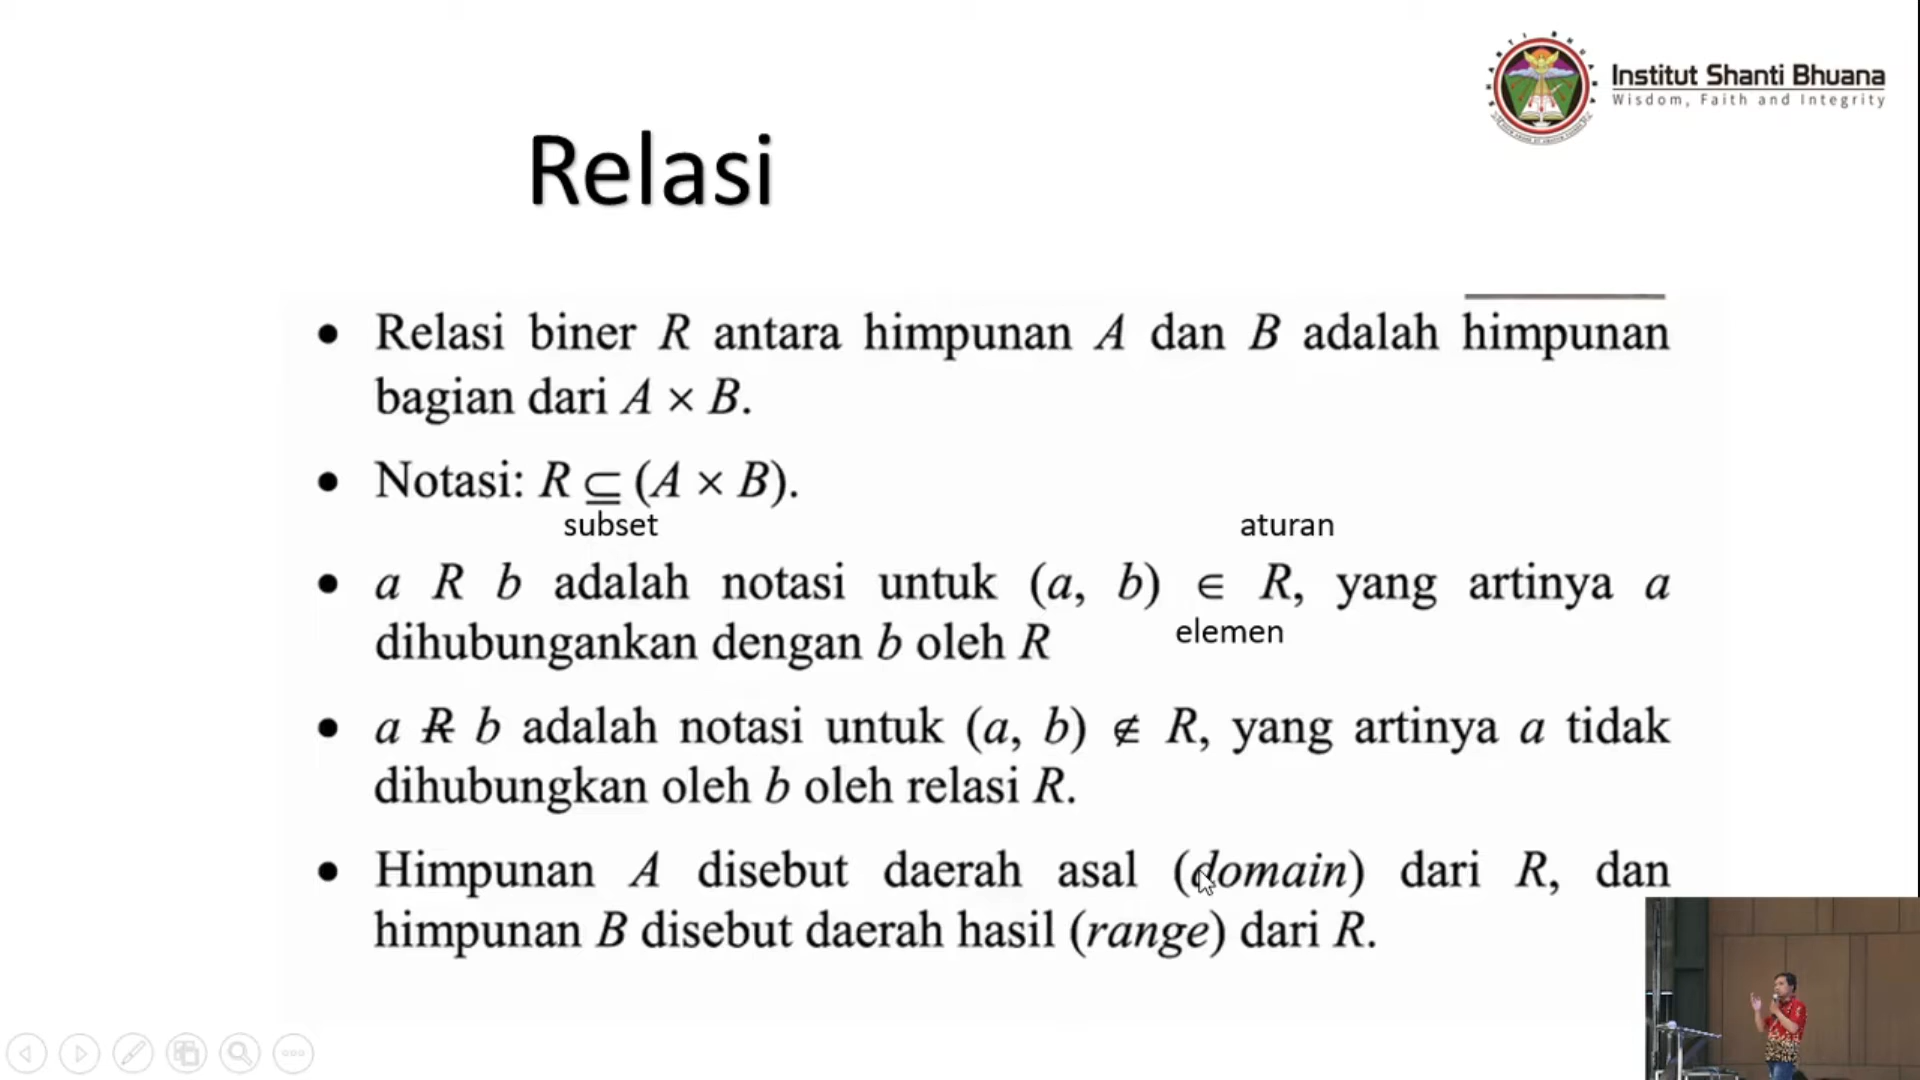 Institut Shanti Bhuana
Wisdom, Faith and Integrity
Relasi
• Relasi biner R antara himpunan A dan B adalah himpunan
bagian dari A × B.
• Notasi: R ⊆ (A × B).
subset
aturan
• a R b adalah notasi untuk (a, b) ∈ R, yang artinya a
dihubungankan dengan b oleh R
elemen
• a R̶ b adalah notasi untuk (a, b) ∉ R, yang artinya a tidak
dihubungkan oleh b oleh relasi R.
• Himpunan A disebut daerah asal (domain) dari R, dan
himpunan B disebut daerah hasil (range) dari R.